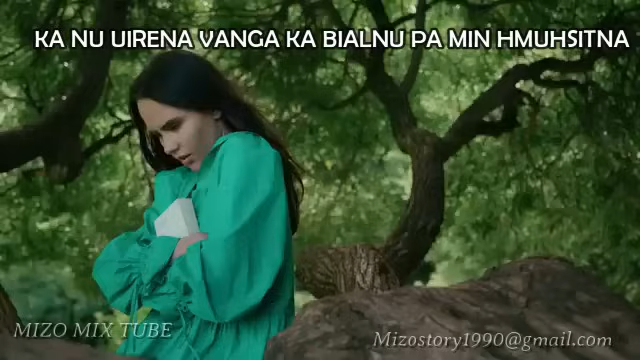 KA NU UIRENA VANGA KA BIALNU PA MIN HMUHSITNA
MIZO MIX TUBE
Mizostory1990@gmail.com